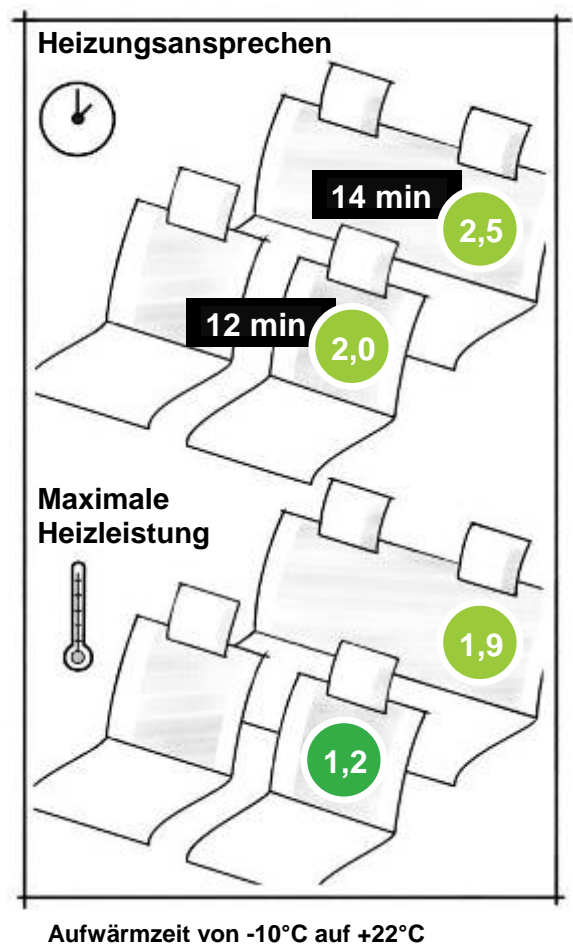 Heizungsansprechen
14 min
2,5
12 min
2,0
Maximale
Heizleistung
1,9
1,2
Aufwärmzeit von -10°C auf +22°C